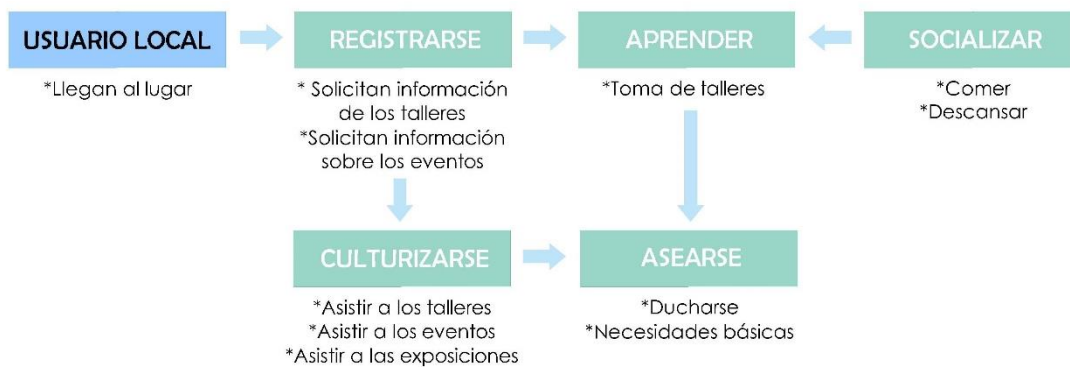 USUARIO LOCAL
*Llegan al lugar
REGISTRARSE
* Solicitan información
de los talleres
*Solicitan información
sobre los eventos
APRENDER
*Toma de talleres
SOCIALIZAR
*Comer
*Descansar
CULTURIZARSE
*Asistir a los talleres
*Asistir a los eventos
*Asistir a las exposiciones
ASEARSE
*Ducharse
*Necesidades básicas